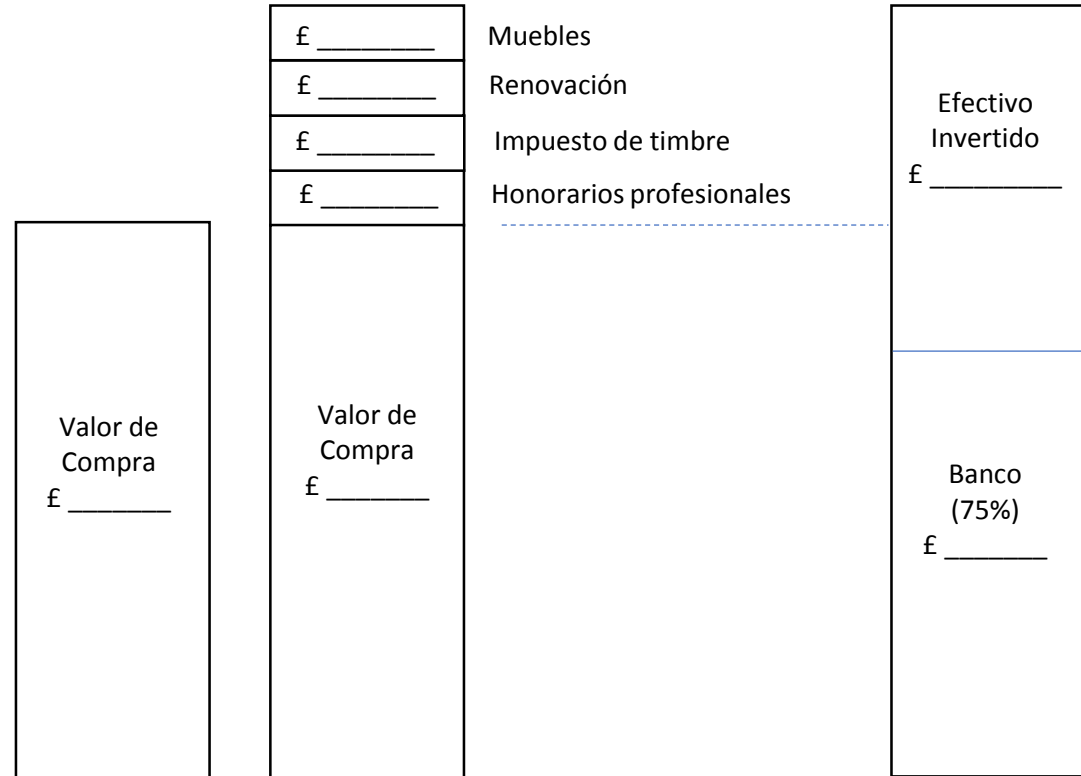 £ ________ Muebles
£ ________ Renovación
£ ________ Impuesto de timbre
£ ________ Honorarios profesionales
Efectivo
Invertido
£ _________
Valor de
Compra
£ _______
Valor de
Compra
£ _______
Banco
(75%)
£ _______